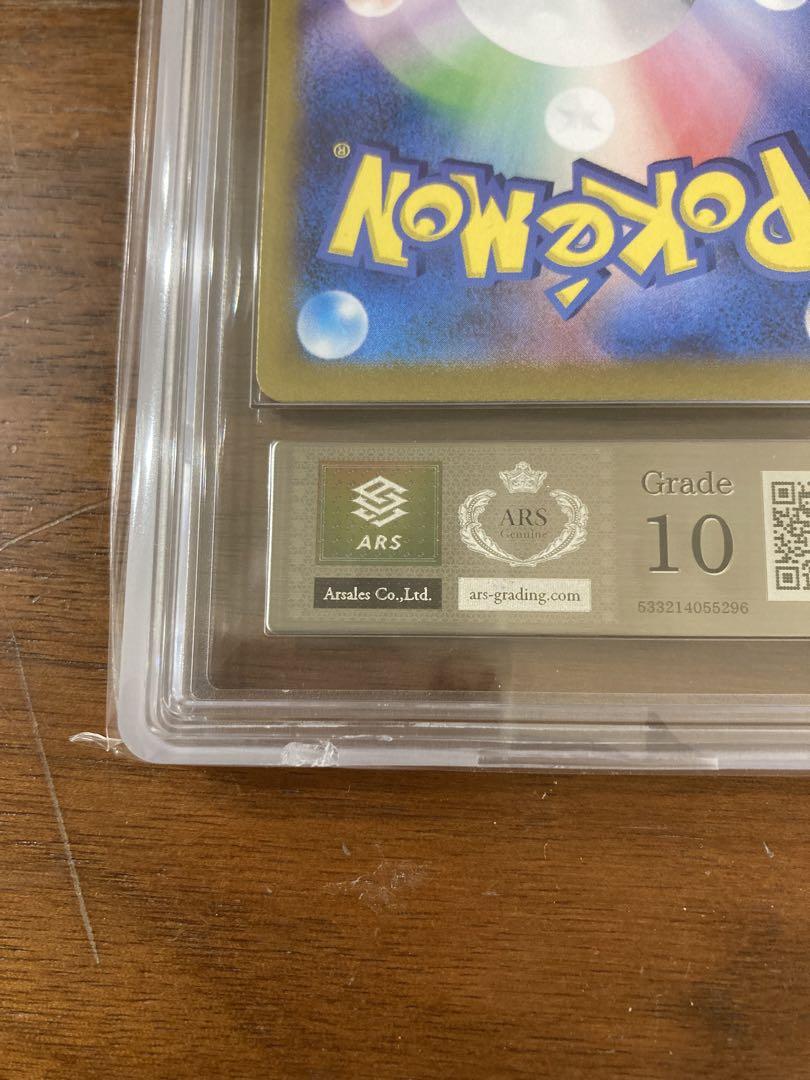 Pokémon
®
ARS
Arsales Co.,Ltd.
ARS
Genuine
ars-grading.com
Grade
10
533214055296